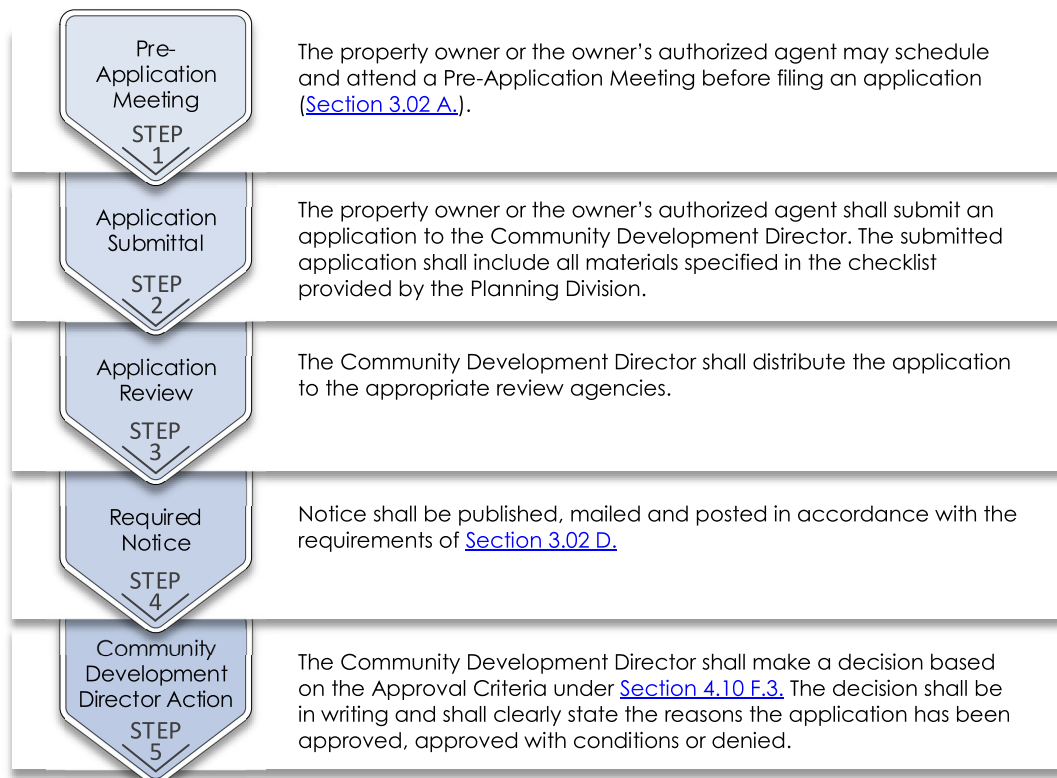 Pre-
Application
Meeting
STEP
1
The property owner or the owner’s authorized agent may schedule
and attend a Pre-Application Meeting before filing an application
(Section 3.02 A.).
Application
Submittal
STEP
2
The property owner or the owner’s authorized agent shall submit an
application to the Community Development Director. The submitted
application shall include all materials specified in the checklist
provided by the Planning Division.
Application
Review
STEP
3
The Community Development Director shall distribute the application
to the appropriate review agencies.
Required
Notice
STEP
4
Notice shall be published, mailed and posted in accordance with the
requirements of Section 3.02 D.
Community
Development
Director Action
STEP
5
The Community Development Director shall make a decision based
on the Approval Criteria under Section 4.10 F.3. The decision shall be
in writing and shall clearly state the reasons the application has been
approved, approved with conditions or denied.